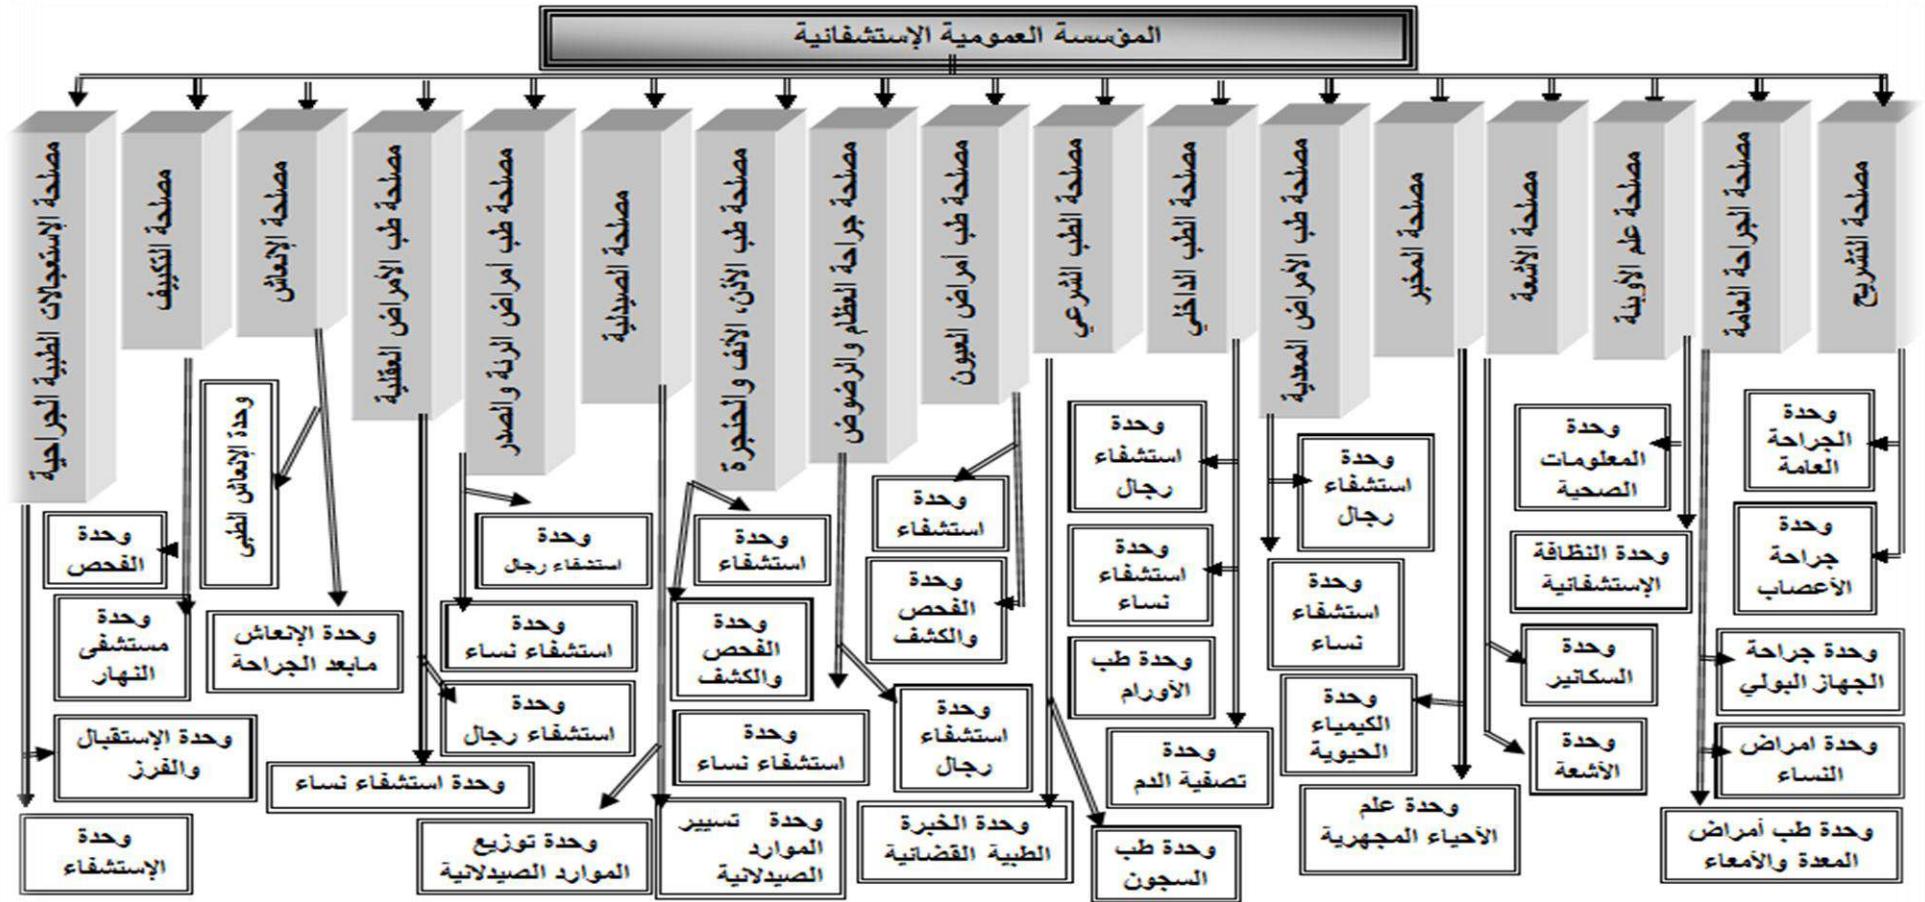 المؤسسة العمومية الإستشفائية
مصلحة التشريح
مصلحة الجراحة العامة
مصلحة علم الأوبئة
مصلحة الأشعة
مصلحة المخبر
مصلحة طب الأمراض المعدية
مصلحة الطب الداخلي
مصلحة الطب الشرعي
مصلحة طب أمراض العيون
مصلحة جراحة العظام والرضوض
مصلحة طب الأذن، الأنف والحنجرة
مصلحة الصيدلية
مصلحة طب أمراض الرئة والصدر
مصلحة طب الأمراض العقلية
مصلحة الإنعاش
مصلحة التكييف
مصلحة الإستعجالات الطبية الجراحية
وحدة
الجراحة
العامة
وحدة
جراحة
الأعصاب
وحدة جراحة
الجهاز البولي
وحدة امراض
النساء
وحدة طب أمراض
المعدة والأمعاء
وحدة
المعلومات
الصحية
وحدة النظافة
الإستشفائية
وحدة
السكانير
وحدة
الأشعة
وحدة
استشفاء
رجال
وحدة
استشفاء
نساء
وحدة
الكيمياء
الحيوية
وحدة علم
الأحياء المجهرية
وحدة
استشفاء
رجال
وحدة
استشفاء
نساء
وحدة طب
الأورام
وحدة
تصفية الدم
وحدة طب
السجون
وحدة الخبرة
الطبية القضائية
وحدة
استشفاء
وحدة
الفحص
والكشف
وحدة
استشفاء
رجال
وحدة
استشفاء نساء
وحدة
استشفاء
وحدة
الفحص
والكشف
وحدة تسيير
الموارد
الصيدلانية
وحدة توزيع
الموارد الصيدلانية
وحدة
استشفاء رجال
وحدة
استشفاء نساء
وحدة
استشفاء رجال
وحدة استشفاء نساء
وحدة الإنعاش الطبي
وحدة الإنعاش
مابعد الجراحة
وحدة
الفحص
وحدة
مستشفى
النهار
وحدة الإستقبال
والفرز
وحدة
الإستشفاء